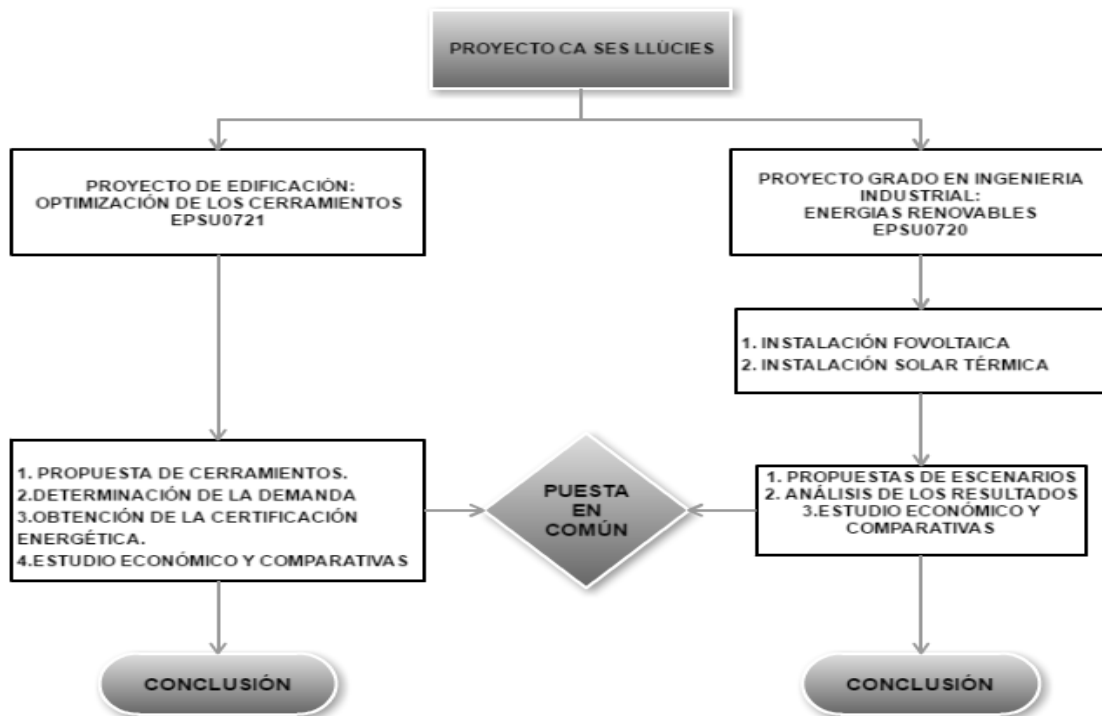 PROYECTO CA SES LLÚCIES
PROYECTO DE EDIFICACIÓN:
OPTIMIZACIÓN DE LOS CERRAMIENTOS
EPSU0721
PROYECTO GRADO EN INGENIERIA
INDUSTRIAL:
ENERGIAS RENOVABLES
EPSU0720
1. INSTALACIÓN FOVOLTAICA
2. INSTALACIÓN SOLAR TÉRMICA
1. PROPUESTA DE CERRAMIENTOS.
2.DETERMINACIÓN DE LA DEMANDA
3.OBTENCIÓN DE LA CERTIFICACIÓN
ENERGÉTICA.
4.ESTUDIO ECONÓMICO Y COMPARATIVAS
PUESTA
EN
COMÚN
1. PROPUESTAS DE ESCENARIOS
2. ANÁLISIS DE LOS RESULTADOS
3.ESTUDIO ECONÓMICO Y
COMPARATIVAS
CONCLUSIÓN
CONCLUSIÓN